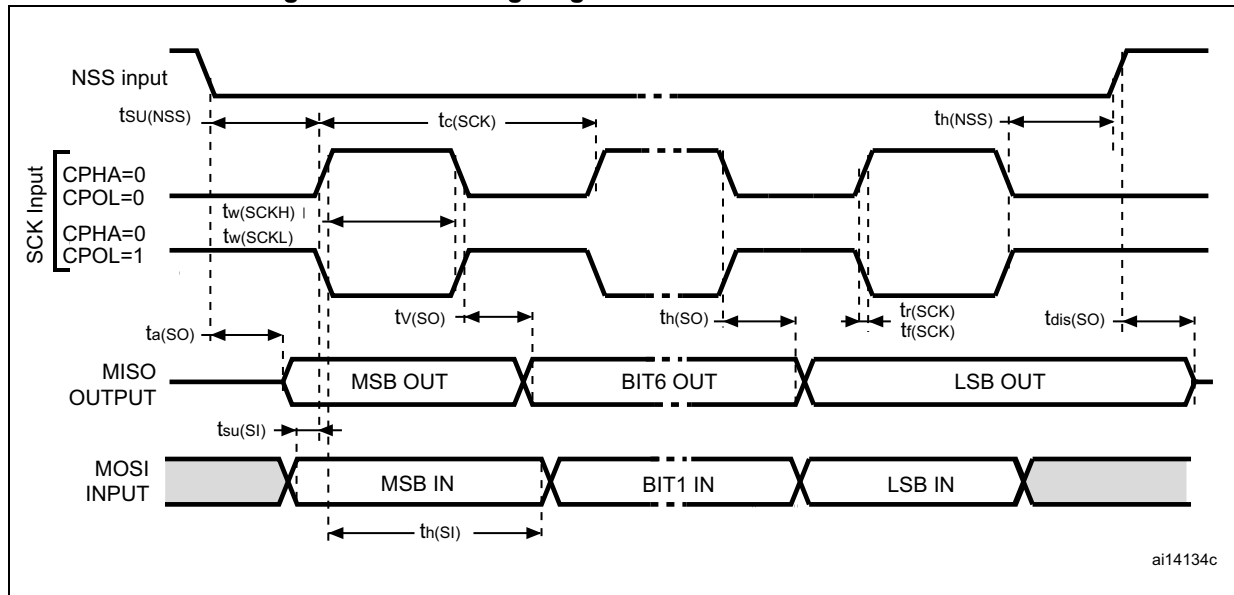 NSS input
tSU(NSS)
tc(SCK)
th(NSS)
SCK Input
CPHA=0
CPOL=0
tw(SCKH)
CPHA=0
tw(SCKL)
CPOL=1
tV(SO)
th(SO)
tr(SCK)
tf(SCK)
ta(SO)
tdis(SO)
MISO
OUTPUT
MSB OUT
BIT6 OUT
LSB OUT
tsu(SI)
MOSI
INPUT
MSB IN
BIT1 IN
LSB IN
th(SI)
ai14134c